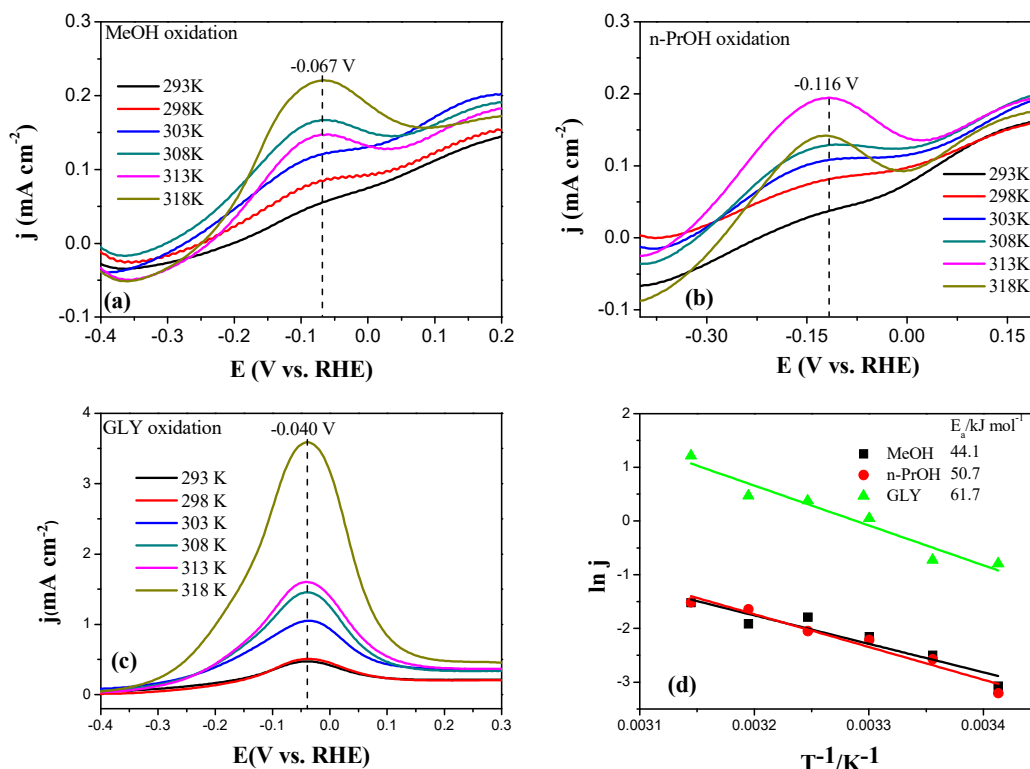 (a)
0.3
0.2
0.1
0.0
-0.1
j (mA cm-2)
MeOH oxidation
-0.067 V
293K
298K
303K
308K
313K
318K
(a)
-0.4 -0.3 -0.2 -0.1 0.0 0.1 0.2
E (V vs. RHE)
(b)
0.3
0.2
0.1
0.0
-0.1
j (mA cm-2)
n-PrOH oxidation
-0.116 V
293K
298K
303K
308K
313K
318K
(b)
-0.30 -0.15 0.00 0.15
E (V vs. RHE)
4
3
2
1
0
j(mA cm-2)
GLY oxidation
-0.040 V
293 K
298 K
303 K
308 K
313 K
318 K
(c)
-0.4 -0.3 -0.2 -0.1 0.0 0.1 0.2 0.3
E(V vs. RHE)
2
1
0
-1
-2
-3
ln j
Ea/kJ mol-1
MeOH 44.1
n-PrOH 50.7
GLY 61.7
(d)
0.0031 0.0032 0.0033 0.0034
T-1/K-1